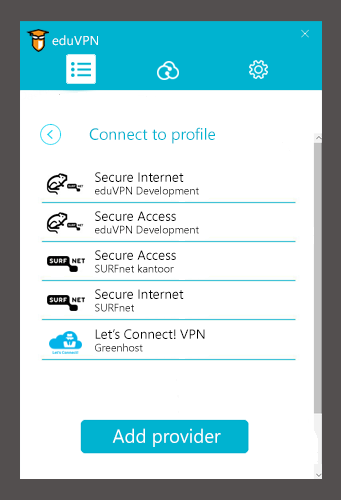 eduVPN
Connect to profile
Secure Internet
eduVPN Development
Secure Access
eduVPN Development
SURF NET
Secure Access
SURFnet kantoor
SURF NET
Secure Internet
SURFnet
Let's Connect! VPN
Greenhost
Let's Connect!
Add provider